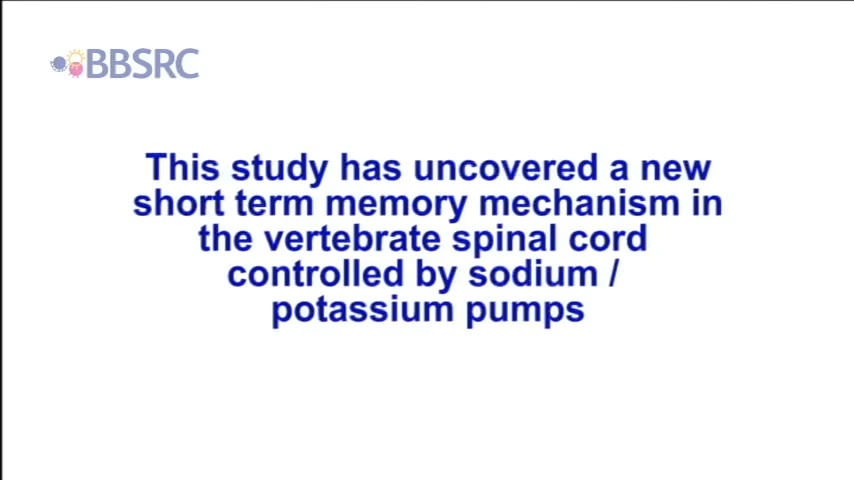 BBSRC
This study has uncovered a new
short term memory mechanism in
the vertebrate spinal cord
controlled by sodium /
potassium pumps